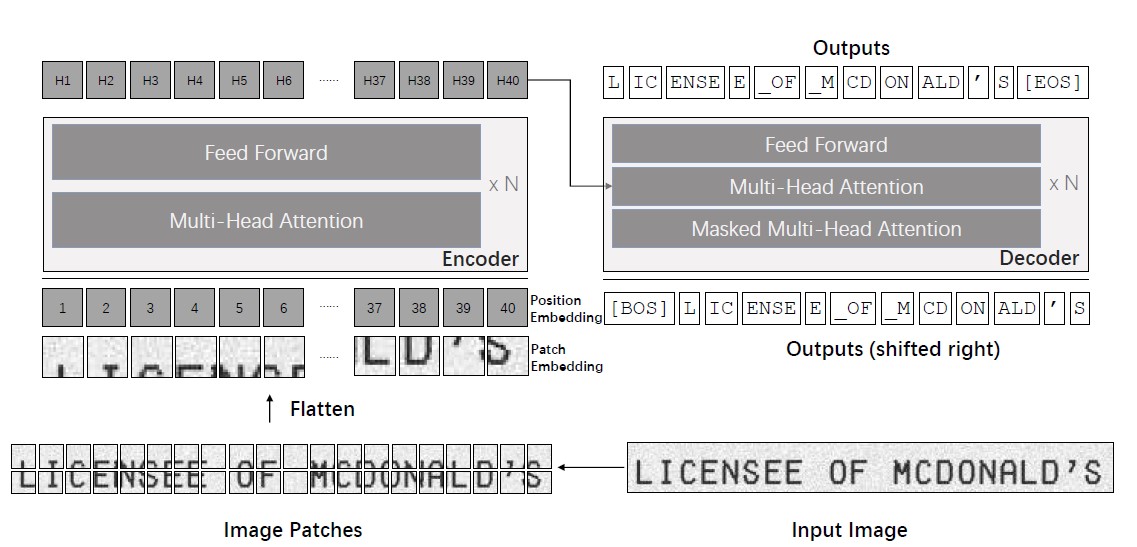 Outputs
H1 H2 H3 H4 H5 H6 ...... H37 H38 H39 H40
L IC ENSE E _OF _M CD ON ALD ’ S [EOS]
Feed Forward
Multi-Head Attention
x N
Encoder
Feed Forward
Multi-Head Attention
Masked Multi-Head Attention
x N
Decoder
1 2 3 4 5 6 ...... 37 38 39 40
Position
Embedding
[BOS] L IC ENSE E _OF _M CD ON ALD ’ S
LICENSE ...... LD’S
Patch
Embedding
Outputs (shifted right)
Flatten
LICENSEE OF MCDONALD’S
LICENSEE OF MCDONALD’S
Image Patches
Input Image